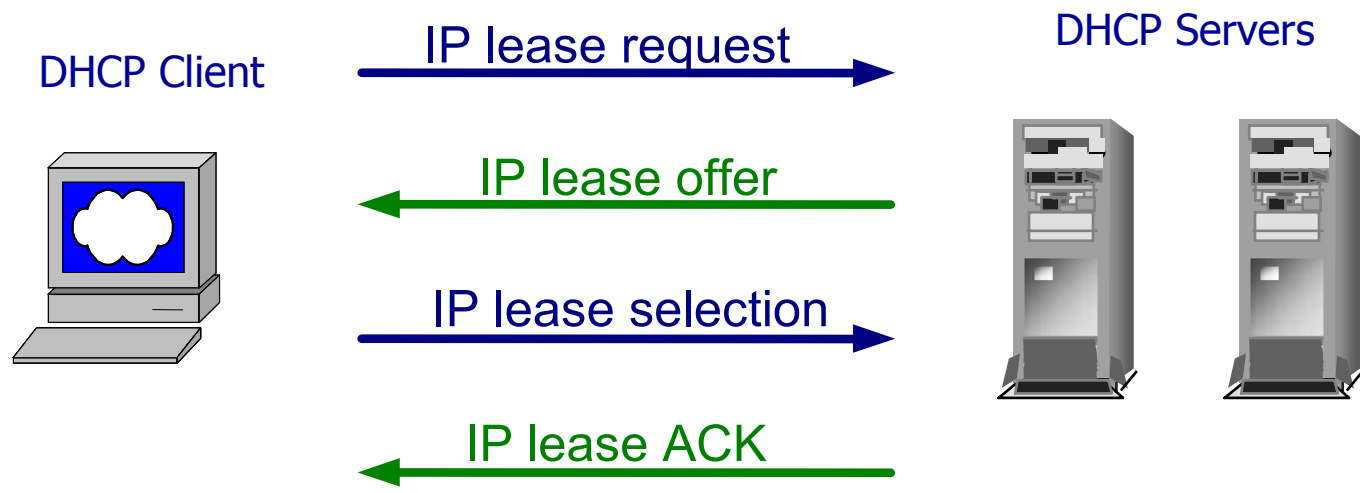 DHCP Client
DHCP Servers
IP lease request
IP lease offer
IP lease selection
IP lease ACK